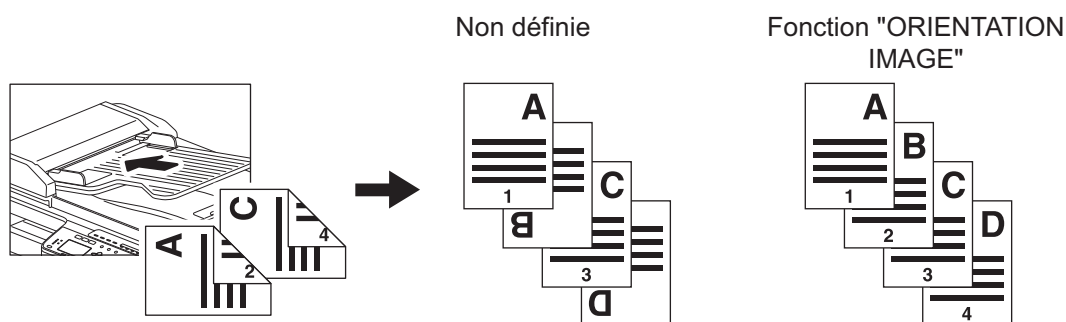 Non définie
Fonction "ORIENTATION
IMAGE"
A
2
C
4
A
1
B
C
3
D
A
1
B
2
C
3
D
4